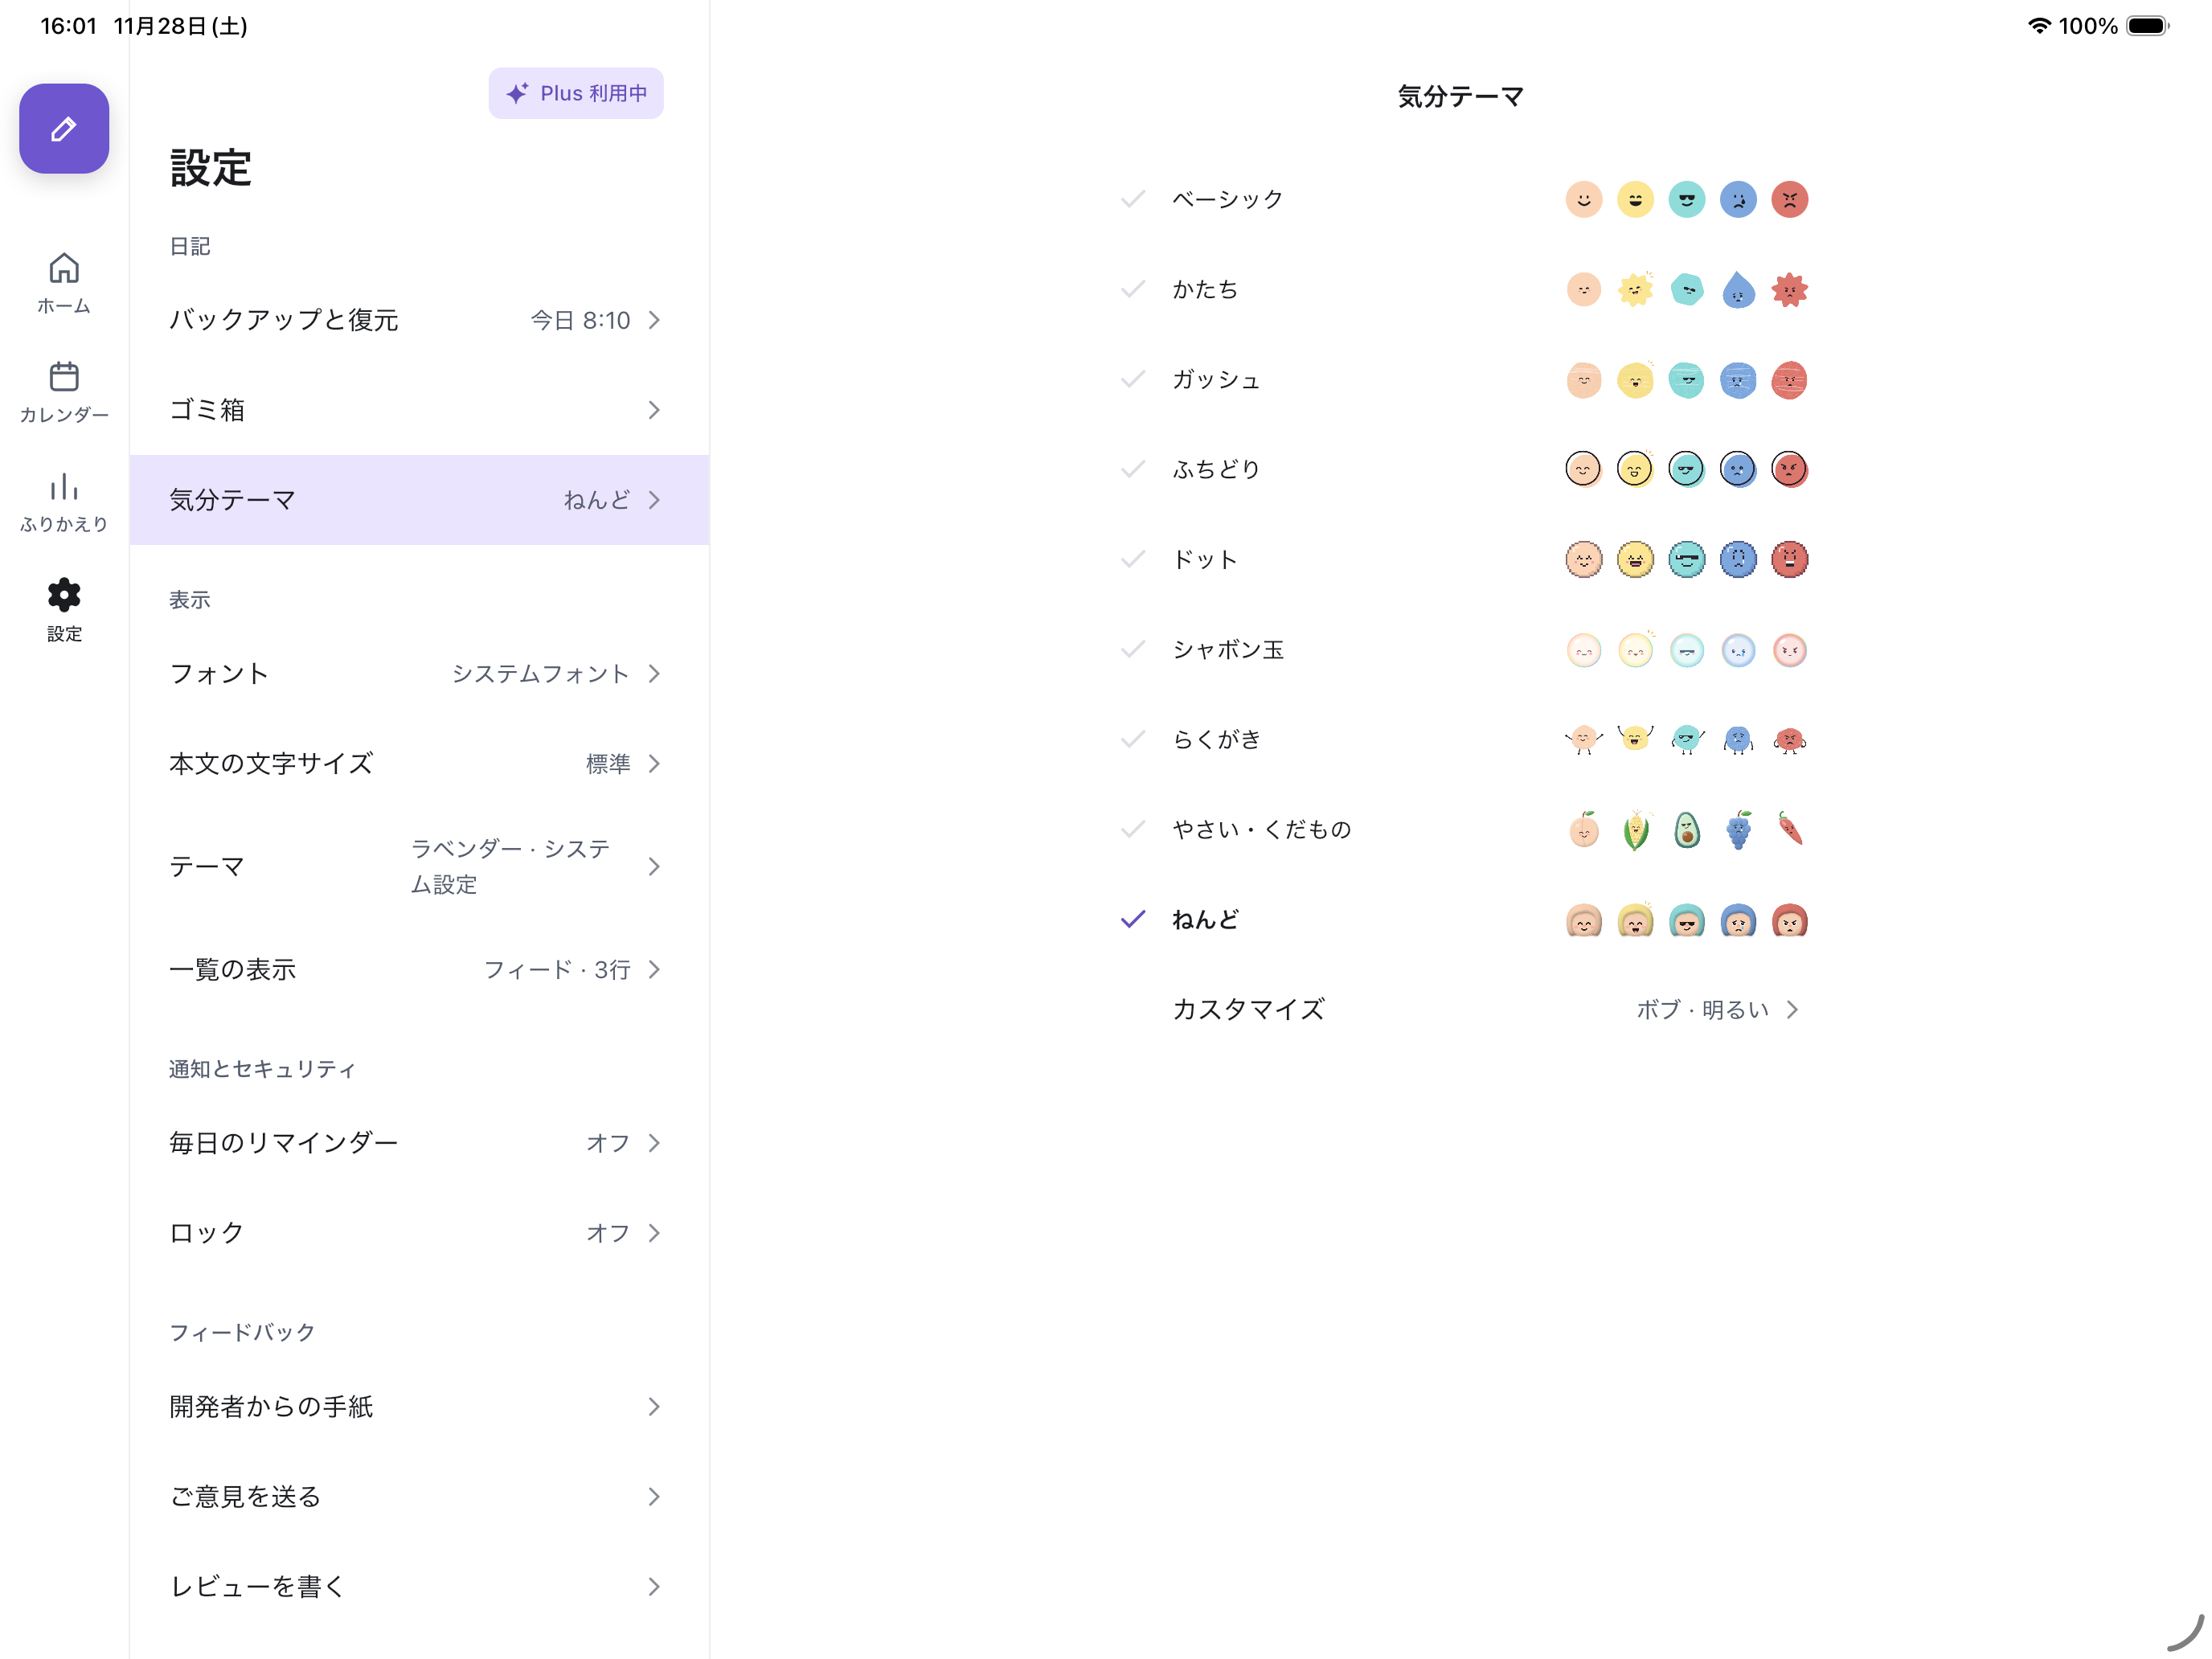 16:01 11月28日(土)
100%
Plus 利用中
設定
日記
バックアップと復元 今日 8:10
ゴミ箱
気分テーマ ねんど
表示
フォント システムフォント
本文の文字サイズ 標準
テーマ ラベンダー · システ
ム設定
一覧の表示 フィード · 3行
通知とセキュリティ
毎日のリマインダー オフ
ロック オフ
フィードバック
開発者からの手紙
ご意見を送る
レビューを書く
ホーム
カレンダー
ふりかえり
設定
気分テーマ
ベーシック
かたち
ガッシュ
ふちどり
ドット
シャボン玉
らくがき
やさい・くだもの
ねんど
カスタマイズ ボブ · 明るい